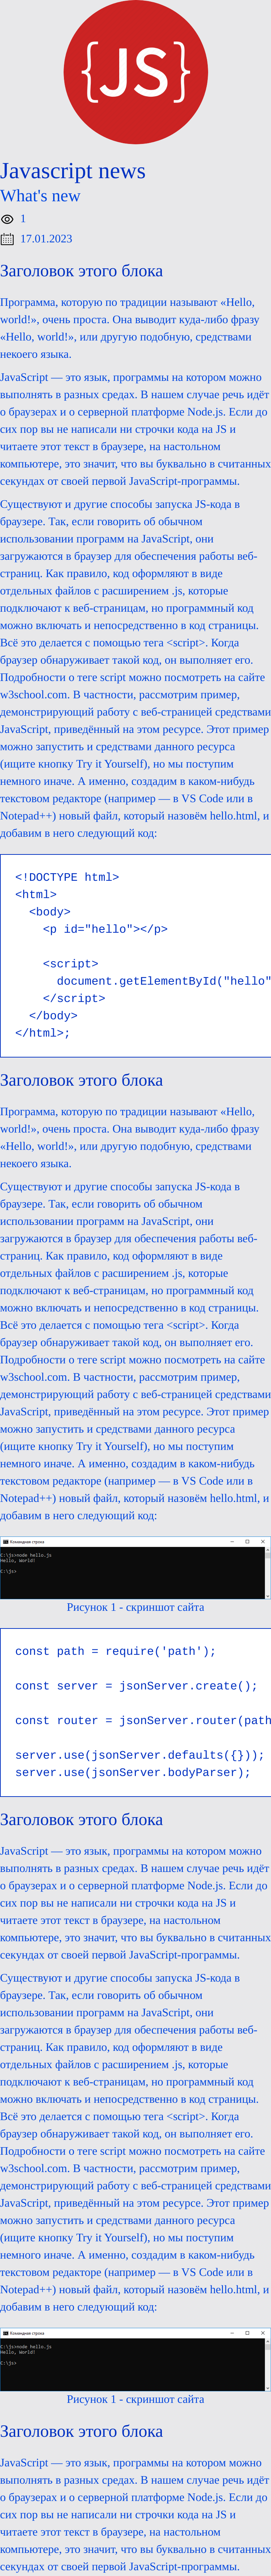 {JS}
Javascript news
What's new
1
17.01.2023
Заголовок этого блока
Программа, которую по традиции называют «Hello,
world!», очень проста. Она выводит куда-либо фразу
«Hello, world!», или другую подобную, средствами
некоего языка.
JavaScript — это язык, программы на котором можно
выполнять в разных средах. В нашем случае речь идёт
о браузерах и о серверной платформе Node.js. Если до
сих пор вы не написали ни строчки кода на JS и
читаете этот текст в браузере, на настольном
компьютере, это значит, что вы буквально в считанных
секундах от своей первой JavaScript-программы.
Существуют и другие способы запуска JS-кода в
браузере. Так, если говорить об обычном
использовании программ на JavaScript, они
загружаются в браузер для обеспечения работы веб-
страниц. Как правило, код оформляют в виде
отдельных файлов с расширением .js, которые
подключают к веб-страницам, но программный код
можно включать и непосредственно в код страницы.
Всё это делается с помощью тега <script>. Когда
браузер обнаруживает такой код, он выполняет его.
Подробности о теге script можно посмотреть на сайте
w3school.com. В частности, рассмотрим пример,
демонстрирующий работу с веб-страницей средствами
JavaScript, приведённый на этом ресурсе. Этот пример
можно запустить и средствами данного ресурса
(ищите кнопку Try it Yourself), но мы поступим
немного иначе. А именно, создадим в каком-нибудь
текстовом редакторе (например — в VS Code или в
Notepad++) новый файл, который назовём hello.html, и
добавим в него следующий код:
<!DOCTYPE html>
<html>
<body>
<p id="hello"></p>
<script>
document.getElementById("hello"
</script>
</body>
</html>;
Заголовок этого блока
Программа, которую по традиции называют «Hello,
world!», очень проста. Она выводит куда-либо фразу
«Hello, world!», или другую подобную, средствами
некоего языка.
Существуют и другие способы запуска JS-кода в
браузере. Так, если говорить об обычном
использовании программ на JavaScript, они
загружаются в браузер для обеспечения работы веб-
страниц. Как правило, код оформляют в виде
отдельных файлов с расширением .js, которые
подключают к веб-страницам, но программный код
можно включать и непосредственно в код страницы.
Всё это делается с помощью тега <script>. Когда
браузер обнаруживает такой код, он выполняет его.
Подробности о теге script можно посмотреть на сайте
w3school.com. В частности, рассмотрим пример,
демонстрирующий работу с веб-страницей средствами
JavaScript, приведённый на этом ресурсе. Этот пример
можно запустить и средствами данного ресурса
(ищите кнопку Try it Yourself), но мы поступим
немного иначе. А именно, создадим в каком-нибудь
текстовом редакторе (например — в VS Code или в
Notepad++) новый файл, который назовём hello.html, и
добавим в него следующий код:
Командная строка
C:\js>node hello.js
Hello, World!
C:\js>
Рисунок 1 - скриншот сайта
const path = require('path');
const server = jsonServer.create();
const router = jsonServer.router(path
server.use(jsonServer.defaults({}));
server.use(jsonServer.bodyParser);
Заголовок этого блока
JavaScript — это язык, программы на котором можно
выполнять в разных средах. В нашем случае речь идёт
о браузерах и о серверной платформе Node.js. Если до
сих пор вы не написали ни строчки кода на JS и
читаете этот текст в браузере, на настольном
компьютере, это значит, что вы буквально в считанных
секундах от своей первой JavaScript-программы.
Существуют и другие способы запуска JS-кода в
браузере. Так, если говорить об обычном
использовании программ на JavaScript, они
загружаются в браузер для обеспечения работы веб-
страниц. Как правило, код оформляют в виде
отдельных файлов с расширением .js, которые
подключают к веб-страницам, но программный код
можно включать и непосредственно в код страницы.
Всё это делается с помощью тега <script>. Когда
браузер обнаруживает такой код, он выполняет его.
Подробности о теге script можно посмотреть на сайте
w3school.com. В частности, рассмотрим пример,
демонстрирующий работу с веб-страницей средствами
JavaScript, приведённый на этом ресурсе. Этот пример
можно запустить и средствами данного ресурса
(ищите кнопку Try it Yourself), но мы поступим
немного иначе. А именно, создадим в каком-нибудь
текстовом редакторе (например — в VS Code или в
Notepad++) новый файл, который назовём hello.html, и
добавим в него следующий код:
Командная строка
C:\js>node hello.js
Hello, World!
C:\js>
Рисунок 1 - скриншот сайта
Заголовок этого блока
JavaScript — это язык, программы на котором можно
выполнять в разных средах. В нашем случае речь идёт
о браузерах и о серверной платформе Node.js. Если до
сих пор вы не написали ни строчки кода на JS и
читаете этот текст в браузере, на настольном
компьютере, это значит, что вы буквально в считанных
секундах от своей первой JavaScript-программы.